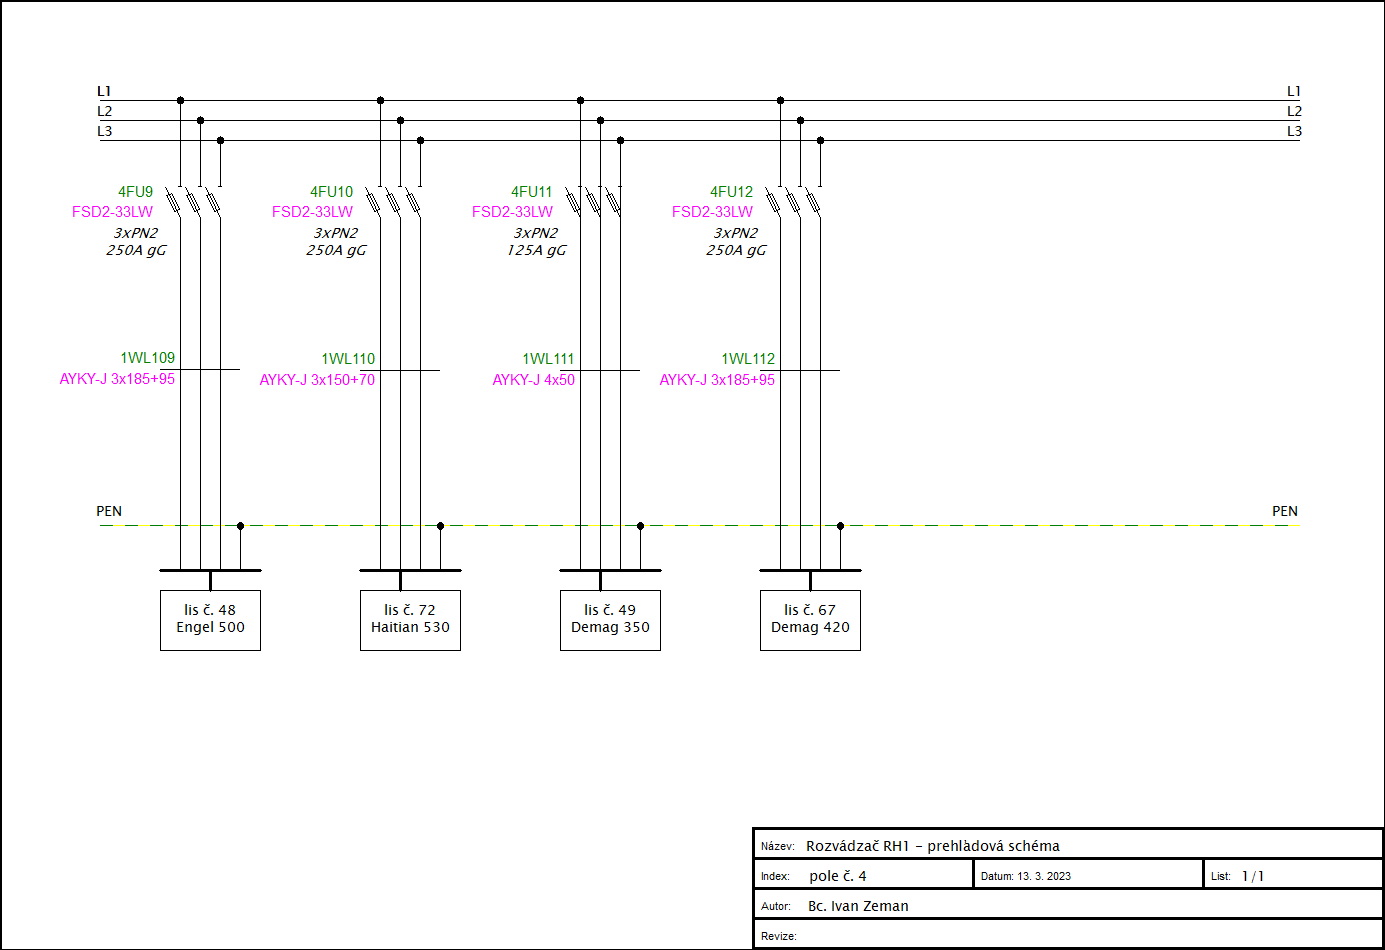 L1 L1
L2 L2
L3 L3
4FU9 4FU10 4FU11 4FU12
FSD2-33LW FSD2-33LW FSD2-33LW FSD2-33LW
3xPN2 3xPN2 3xPN2 3xPN2
250A gG 250A gG 125A gG 250A gG
1WL109 1WL110 1WL111 1WL112
AYKY-J 3x185+95 AYKY-J 3x150+70 AYKY-J 4x50 AYKY-J 3x185+95
PEN PEN
lis č. 48 lis č. 72 lis č. 49 lis č. 67
Engel 500 Haitian 530 Demag 350 Demag 420
Název: Rozvádzač RH1 - prehľadová schéma
Index: pole č. 4 Datum: 13. 3. 2023 List: 1/1
Autor: Bc. Ivan Zeman
Revize: